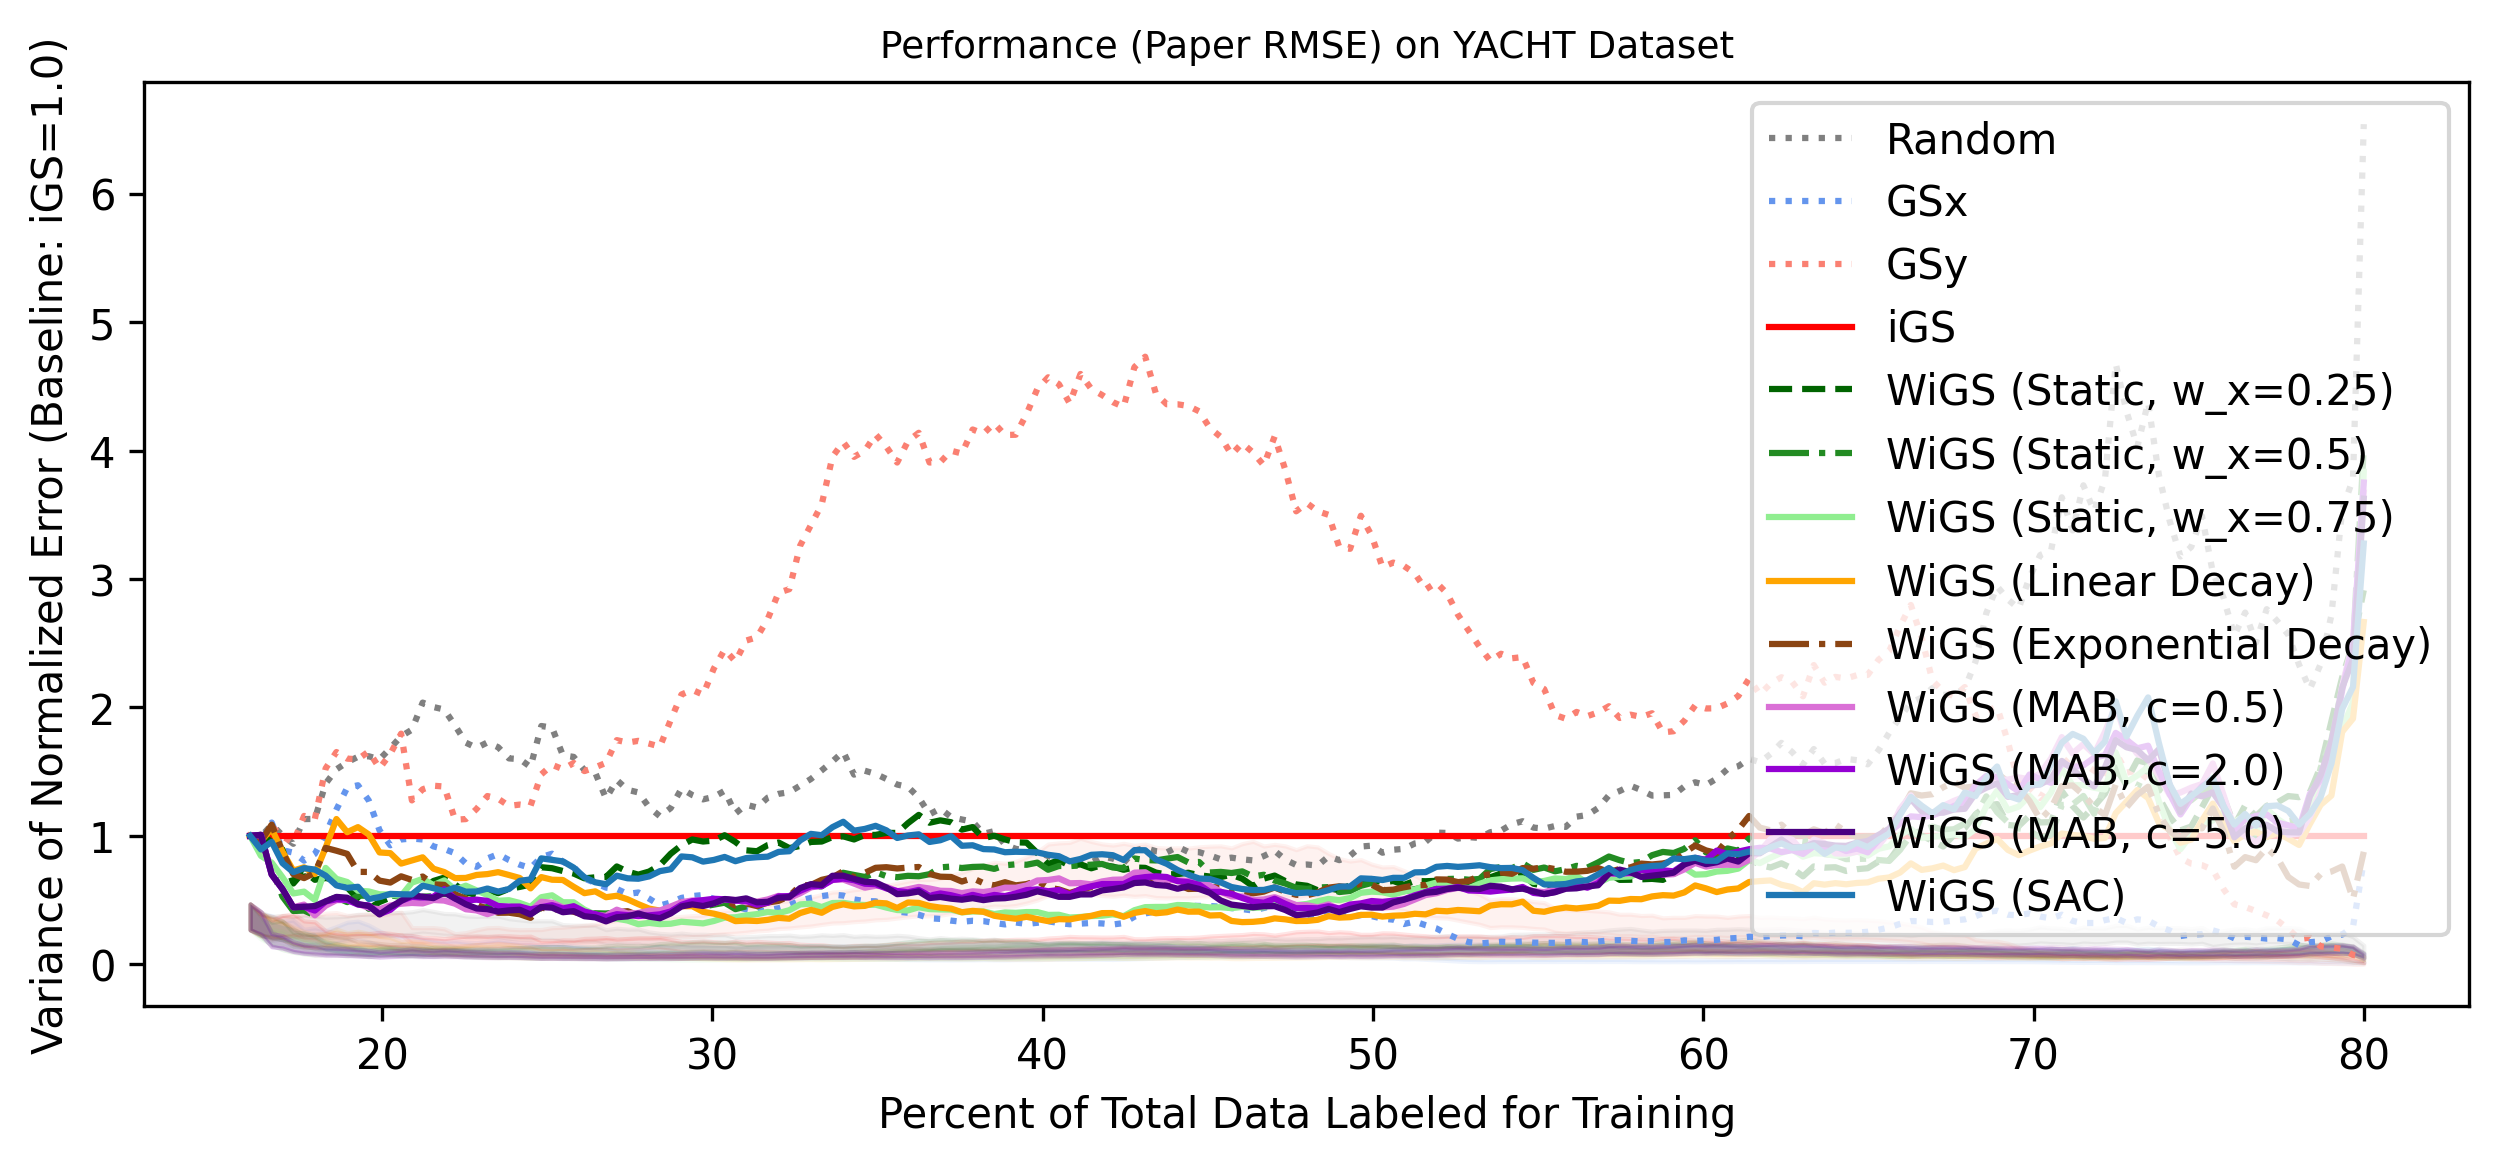 Performance (Paper RMSE) on YACHT Dataset
Variance of Normalized Error (Baseline: iGS=1.0)
6
5
4
3
2
1
0
20 30 40 50 60 70 80
Percent of Total Data Labeled for Training
Random
GSx
GSy
iGS
WiGS (Static, w_x=0.25)
WiGS (Static, w_x=0.5)
WiGS (Static, w_x=0.75)
WiGS (Linear Decay)
WiGS (Exponential Decay)
WiGS (MAB, c=0.5)
WiGS (MAB, c=2.0)
WiGS (MAB, c=5.0)
WiGS (SAC)